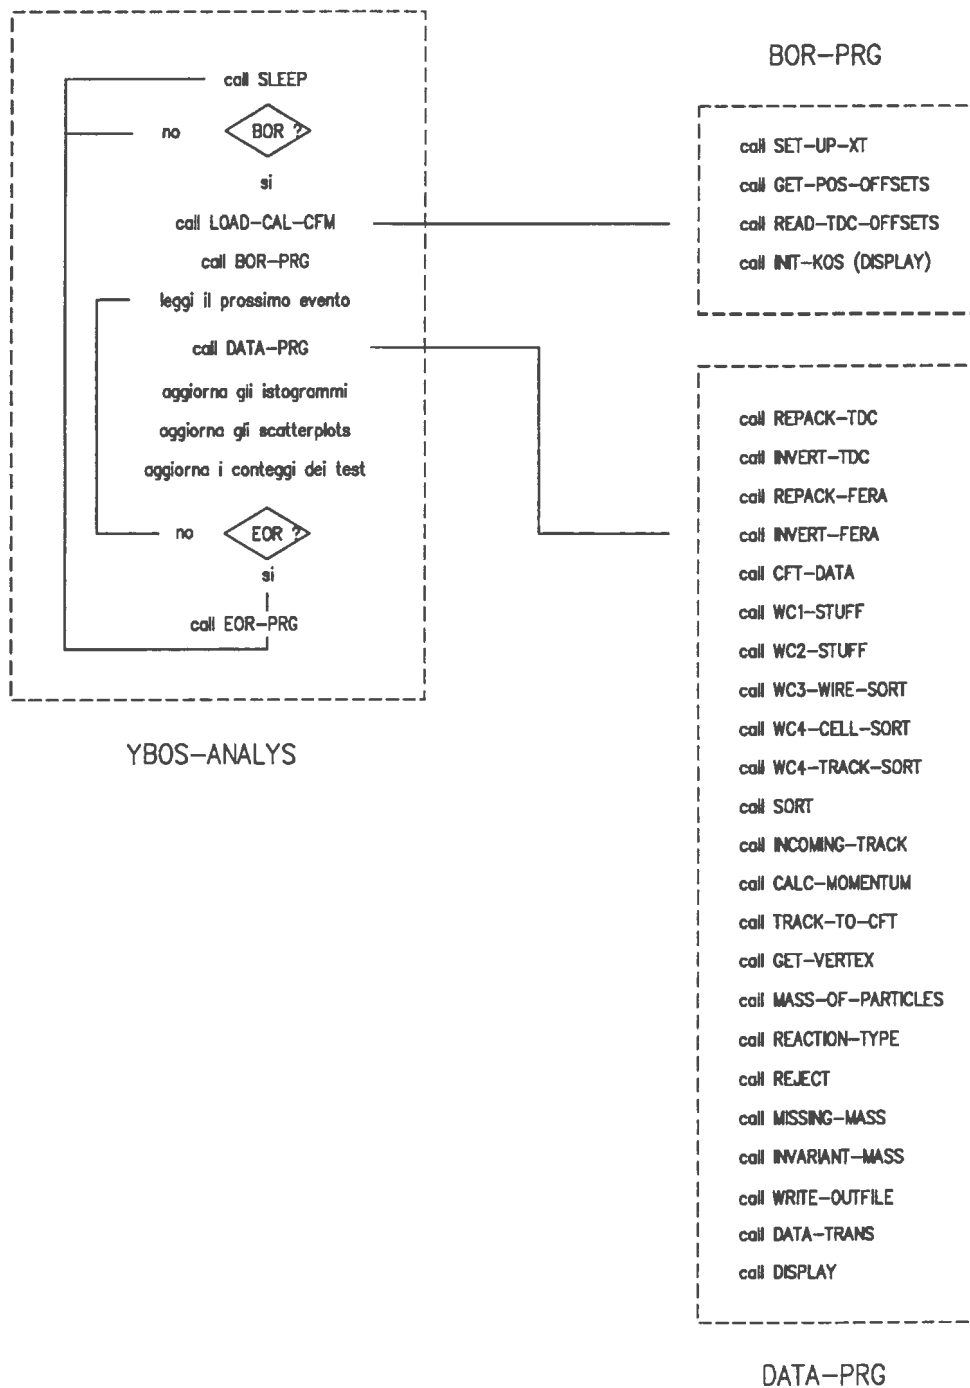 call SLEEP
no
BOR ?
si
call LOAD-CAL-CFM
call BOR-PRG
leggi il prossimo evento
call DATA-PRG
aggiorna gli istogrammi
aggiorna gli scatterplots
aggiorna i conteggi dei test
no
EOR ?
si
call EOR-PRG
YBOS-ANALYS
BOR-PRG
call SET-UP-XT
call GET-POS-OFFSETS
call READ-TDC-OFFSETS
call INIT-KOS (DISPLAY)
call REPACK-TDC
call INVERT-TDC
call REPACK-FERA
call INVERT-FERA
call CFT-DATA
call WC1-STUFF
call WC2-STUFF
call WC3-WIRE-SORT
call WC4-CELL-SORT
call WC4-TRACK-SORT
call SORT
call INCOMING-TRACK
call CALC-MOMENTUM
call TRACK-TO-CFT
call GET-VERTEX
call MASS-OF-PARTICLES
call REACTION-TYPE
call REJECT
call MISSING-MASS
call INVARIANT-MASS
call WRITE-OUTFILE
call DATA-TRANS
call DISPLAY
DATA-PRG